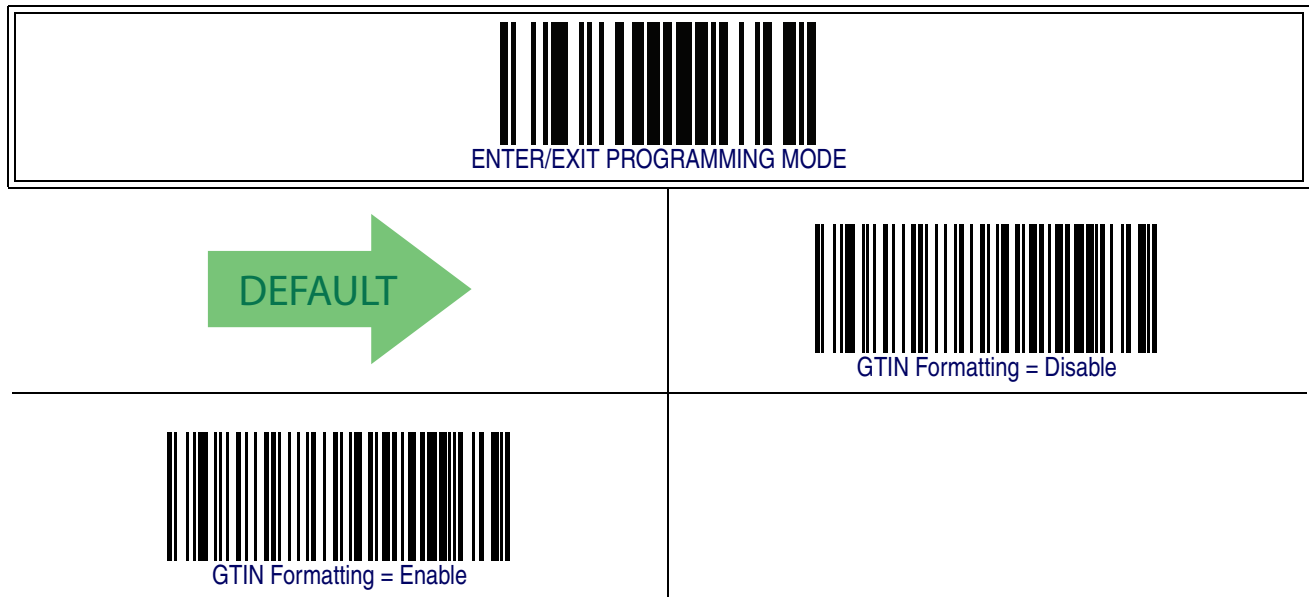 ENTER/EXIT PROGRAMMING MODE
DEFAULT
GTIN Formatting = Disable
GTIN Formatting = Enable